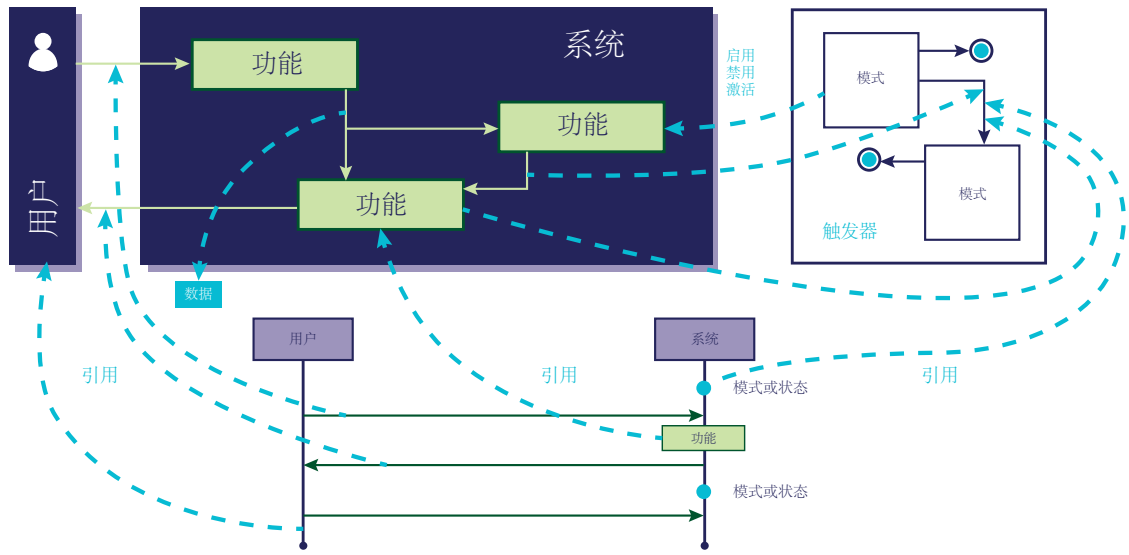 用户
功能
系统
功能
功能
启用
禁用
激活
模式
模式
触发器
数据
用户
系统
引用
引用
引用
模式或状态
功能
模式或状态